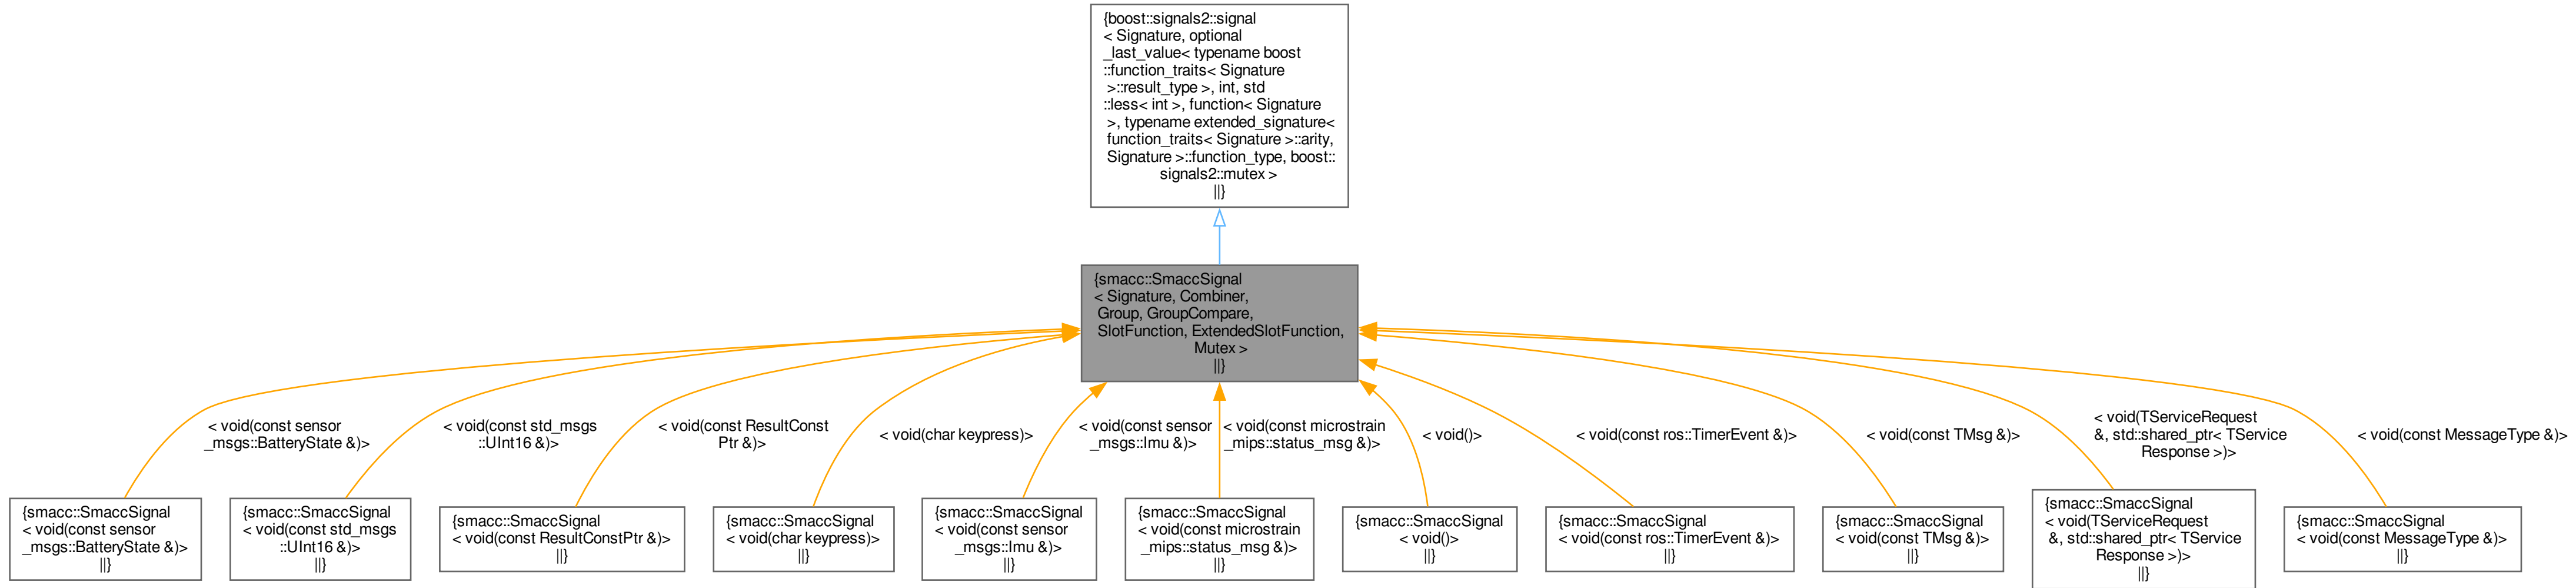 {boost::signals2::signal
< Signature, optional
_last_value< typename boost
::function_traits< Signature
>::result_type >, int, std
::less< int >, function< Signature
>, typename extended_signature<
function_traits< Signature >::arity,
Signature >::function_type, boost::
signals2::mutex >
||}
{smacc::SmaccSignal
< Signature, Combiner,
Group, GroupCompare,
SlotFunction, ExtendedSlotFunction,
Mutex >
||}
< void(const sensor
_msgs::BatteryState &)>
< void(const std_msgs
::UInt16 &)>
< void(const ResultConst
Ptr &)>
< void(char keypress)>
< void(const sensor
_msgs::Imu &)>
< void(const microstrain
_mips::status_msg &)>
< void()>
< void(const ros::TimerEvent &)>
< void(const TMsg &)>
< void(TServiceRequest
&, std::shared_ptr< TService
Response >)>
< void(const MessageType &)>
{smacc::SmaccSignal
< void(const sensor
_msgs::BatteryState &)>
||}
{smacc::SmaccSignal
< void(const std_msgs
::UInt16 &)>
||}
{smacc::SmaccSignal
< void(const ResultConstPtr &)>
||}
{smacc::SmaccSignal
< void(char keypress)>
||}
{smacc::SmaccSignal
< void(const sensor
_msgs::Imu &)>
||}
{smacc::SmaccSignal
< void(const microstrain
_mips::status_msg &)>
||}
{smacc::SmaccSignal
< void()>
||}
{smacc::SmaccSignal
< void(const ros::TimerEvent &)>
||}
{smacc::SmaccSignal
< void(const TMsg &)>
||}
{smacc::SmaccSignal
< void(TServiceRequest
&, std::shared_ptr< TService
Response >)>
||}
{smacc::SmaccSignal
< void(const MessageType &)>
||}